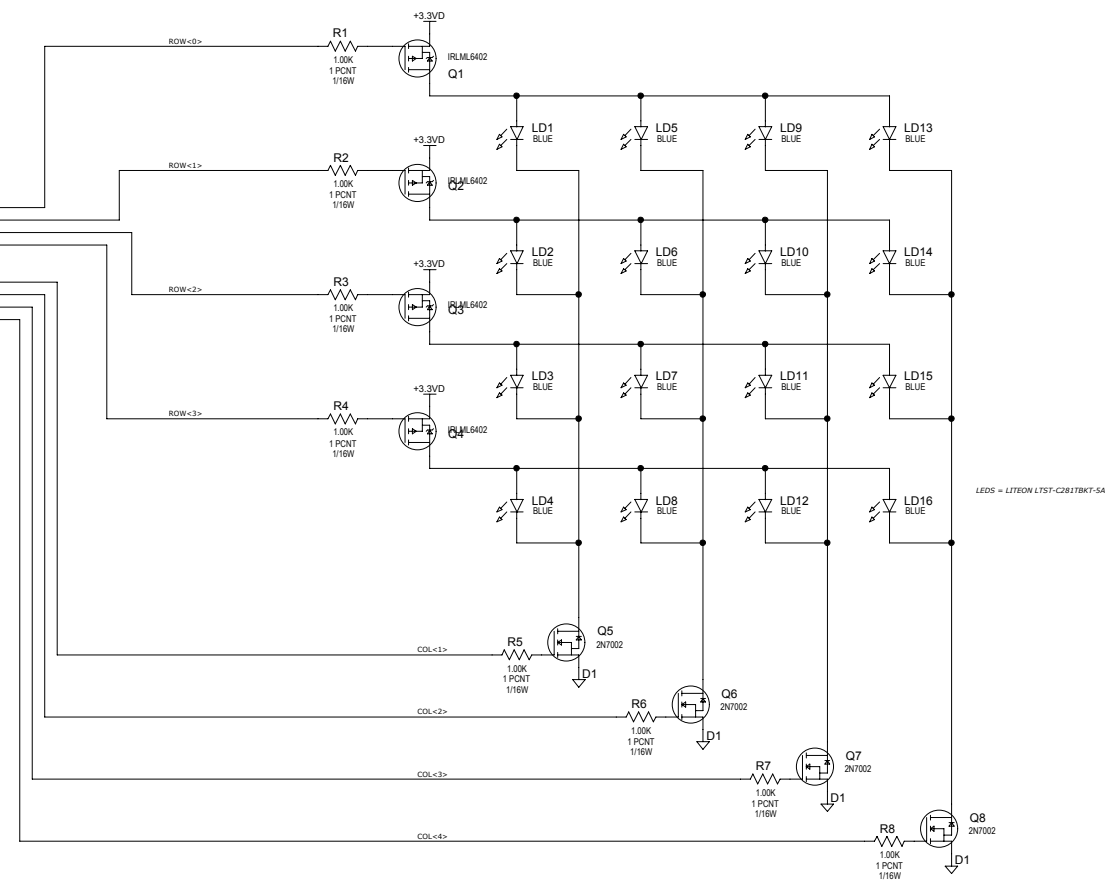 +3.3VD
ROW<0>
R1
1.00K
1 PCNT
1/16W
IRLML6402
Q1
LD1
BLUE
LD5
BLUE
LD9
BLUE
LD13
BLUE
+3.3VD
ROW<1>
R2
1.00K
1 PCNT
1/16W
IRLML6402
Q2
LD2
BLUE
LD6
BLUE
LD10
BLUE
LD14
BLUE
+3.3VD
ROW<2>
R3
1.00K
1 PCNT
1/16W
IRLML6402
Q3
LD3
BLUE
LD7
BLUE
LD11
BLUE
LD15
BLUE
+3.3VD
ROW<3>
R4
1.00K
1 PCNT
1/16W
IRLML6402
Q4
LD4
BLUE
LD8
BLUE
LD12
BLUE
LD16
BLUE
LEDS = LITEON LTST-C281TBKT-5A
COL<1>
R5
1.00K
1 PCNT
1/16W
Q5
2N7002
D1
COL<2>
R6
1.00K
1 PCNT
1/16W
Q6
2N7002
D1
COL<3>
R7
1.00K
1 PCNT
1/16W
Q7
2N7002
D1
COL<4>
R8
1.00K
1 PCNT
1/16W
Q8
2N7002
D1